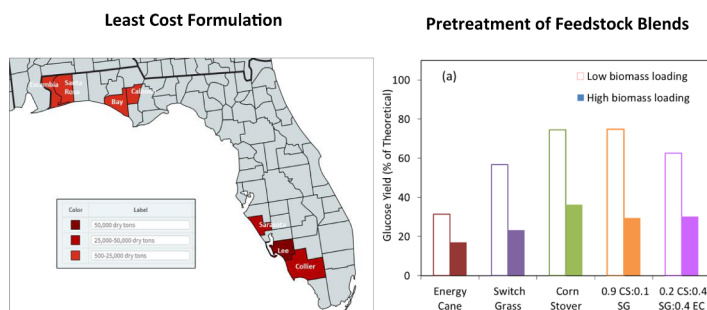 Least Cost Formulation
Pretreatment of Feedstock Blends
Santa
Rosa
Bay
Lee
Collier
Color Label
50,000 dry tons
25,000-50,000 dry tons
500-25,000 dry tons
(a)
Low biomass loading
High biomass loading
Glucose Yield (% of Theoretical)
100
80
60
40
20
0
Energy
Cane
Switch
Grass
Corn
Stover
0.9 CS:0.1
SG
0.2 CS:0.4
SG:0.4 EC